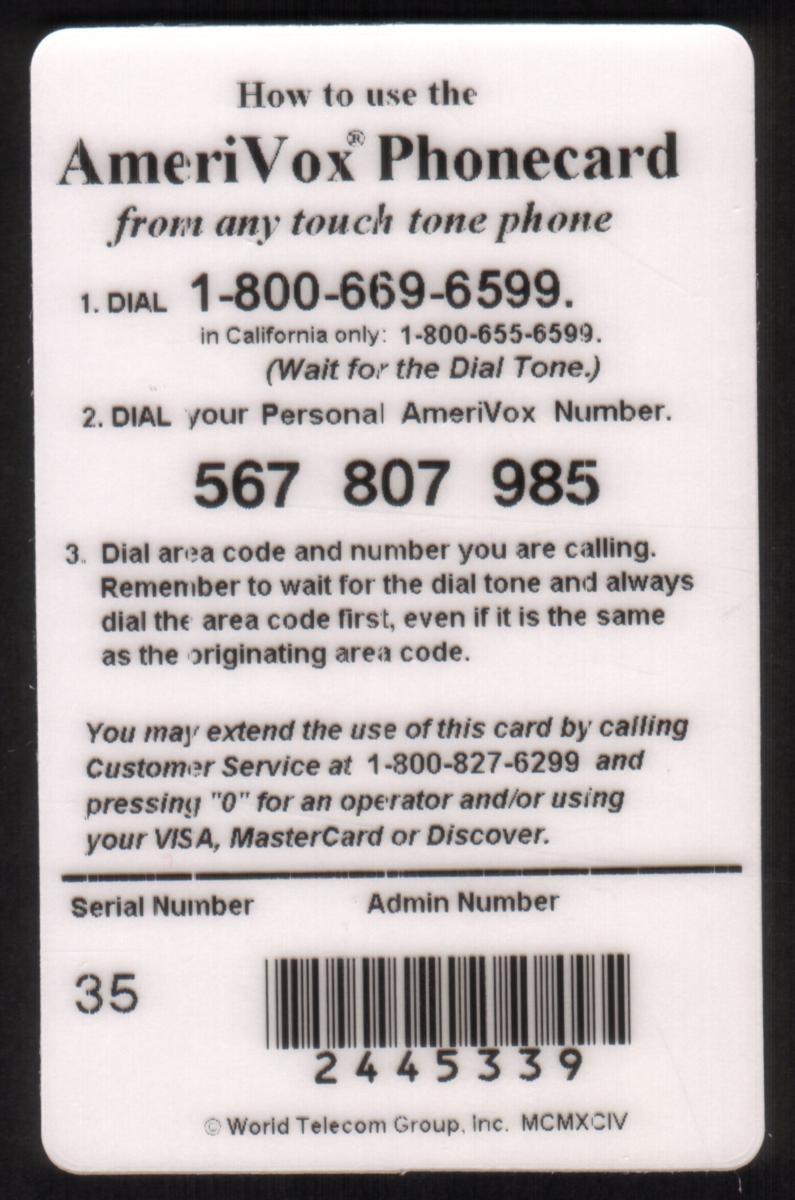 How to use the
AmeriVox® Phonecard
from any touch tone phone
1. DIAL 1-800-669-6599.
in California only: 1-800-655-6599.
(Wait for the Dial Tone.)
2. DIAL your Personal AmeriVox Number.
567 807 985
3. Dial area code and number you are calling.
Remember to wait for the dial tone and always
dial the area code first, even if it is the same
as the originating area code.
You may extend the use of this card by calling
Customer Service at 1-800-827-6299 and
pressing "0" for an operator and/or using
your VISA, MasterCard or Discover.
Serial Number Admin Number
35
2445339
© World Telecom Group, Inc. MCMXCIV